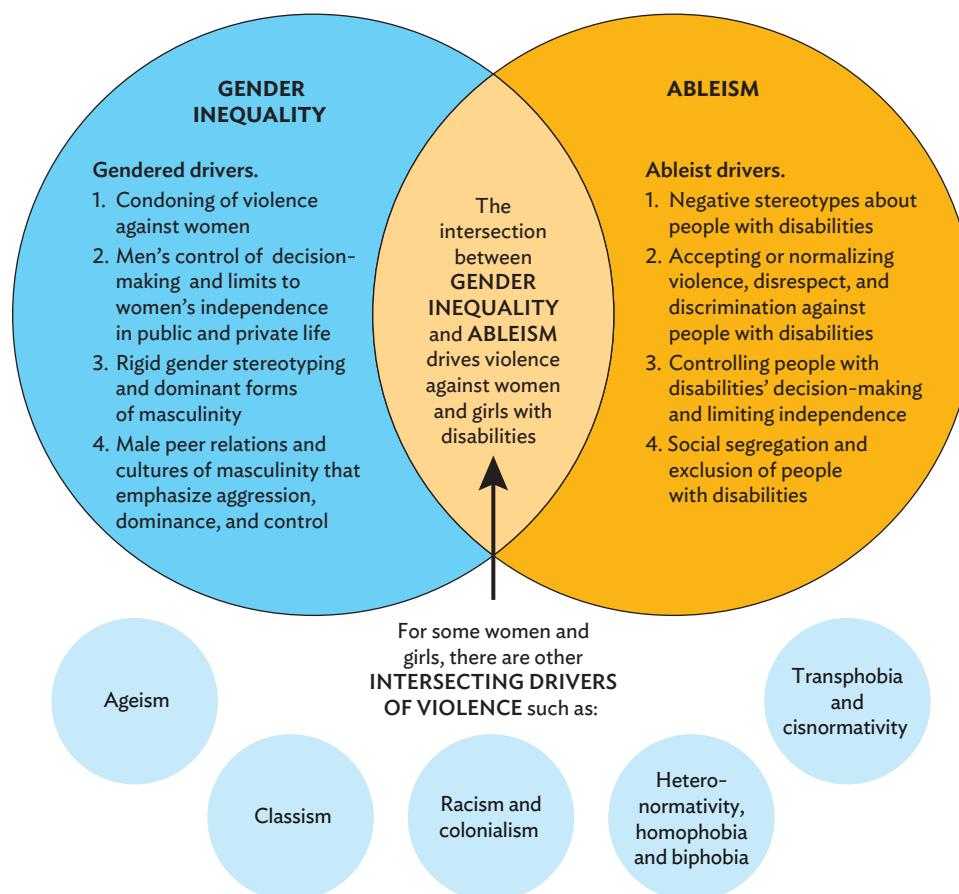 GENDER
INEQUALITY
Gendered drivers.
1. Condoning of violence
against women
2. Men's control of decision-
making and limits to
women's independence
in public and private life
3. Rigid gender stereotyping
and dominant forms
of masculinity
4. Male peer relations and
cultures of masculinity that
emphasize aggression,
dominance, and control
The
intersection
between
GENDER
INEQUALITY
and ABLEISM
drives violence
against women
and girls with
disabilities
ABLEISM
Ableist drivers.
1. Negative stereotypes about
people with disabilities
2. Accepting or normalizing
violence, disrespect, and
discrimination against
people with disabilities
3. Controlling people with
disabilities' decision-making
and limiting independence
4. Social segregation and
exclusion of people
with disabilities
For some women and
girls, there are other
INTERSECTING DRIVERS
OF VIOLENCE such as:
Ageism
Classism
Racism and
colonialism
Hetero-
normativity,
homophobia
and biphobia
Transphobia
and
cisnormativity